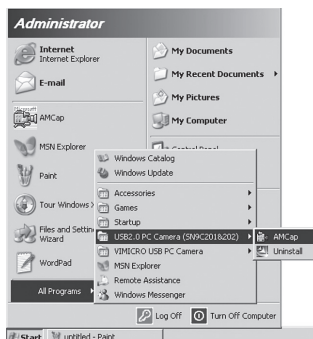 Administrator
Internet
Internet Explorer
E-mail
AMCap
MSN Explorer
Paint
Tour Windows X
Files and Settin
Wizard
WordPad
All Programs
My Documents
My Recent Documents
My Pictures
My Computer
Control Panel
Windows Catalog
Windows Update
Accessories
Games
Startup
USB2.0 PC Camera (SN9C201&202)
VIMICRO USB PC Camera
MSN Explorer
Remote Assistance
Windows Messenger
AMCap
Uninstall
Log Off
Turn Off Computer
Start
untitled - Paint